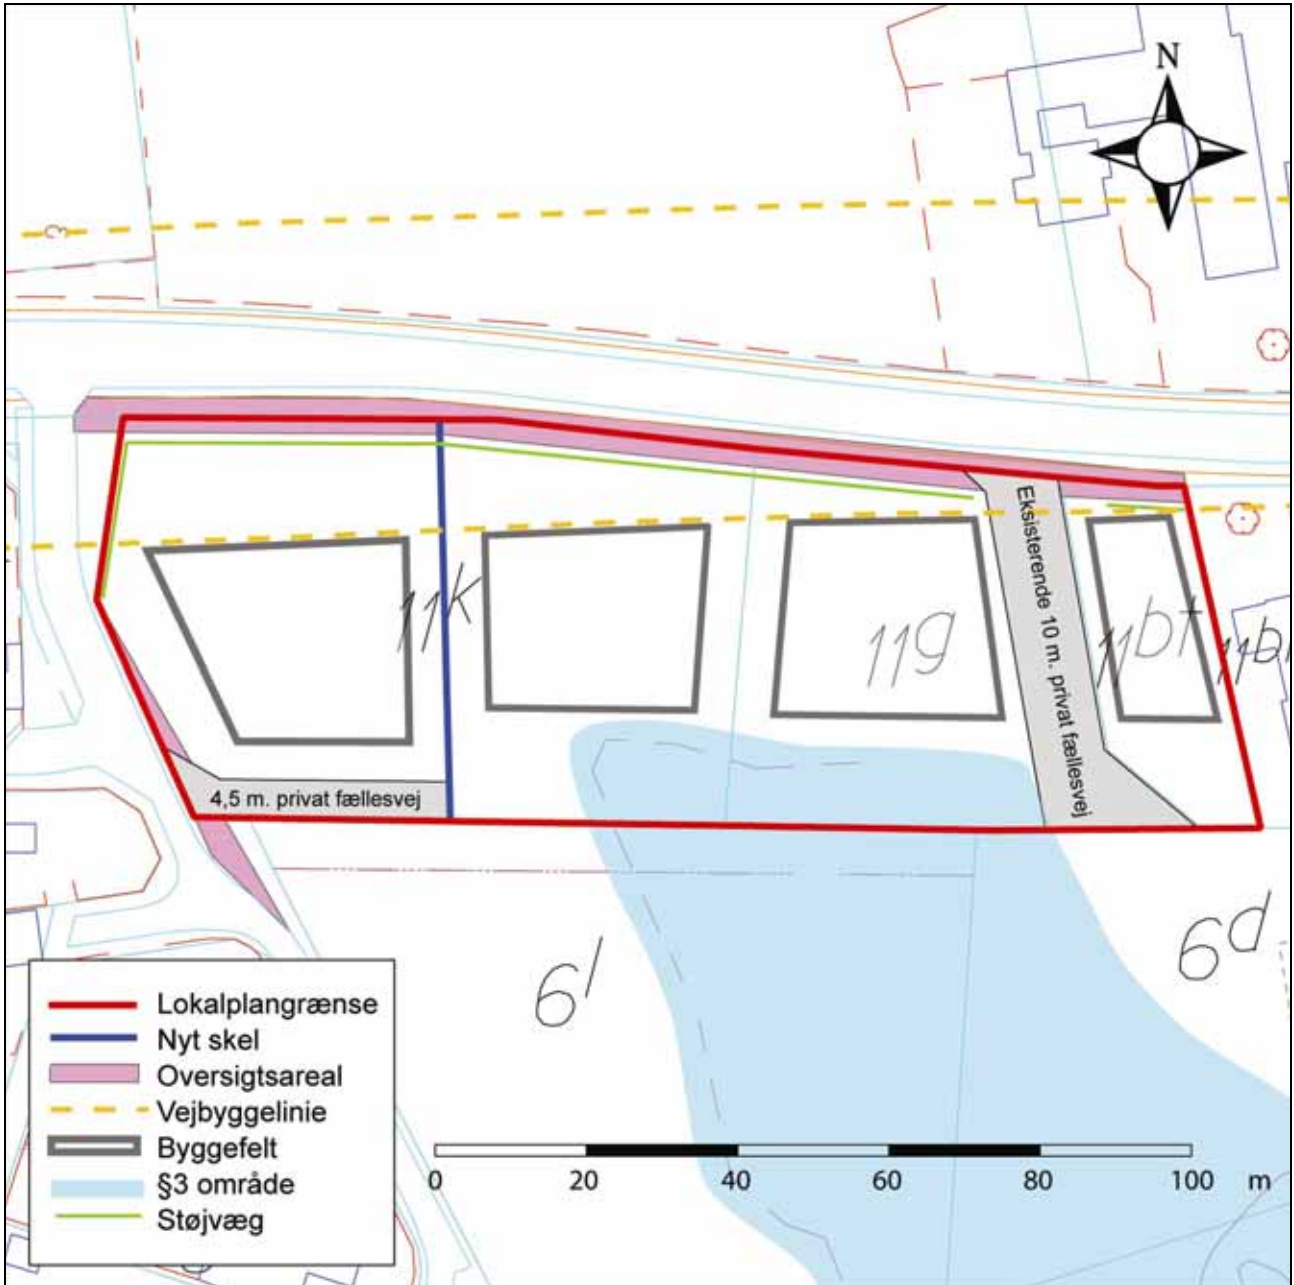 N
Eksisterende 10 m. privat fællesvej
11k
11g
11bt
4,5 m. privat fællesvej
6l
6d
Lokalplangrænse
Nyt skel
Oversigtsareal
Vejbyggelinie
Byggefelt
§3 område
Støjvæg
0 20 40 60 80 100 m